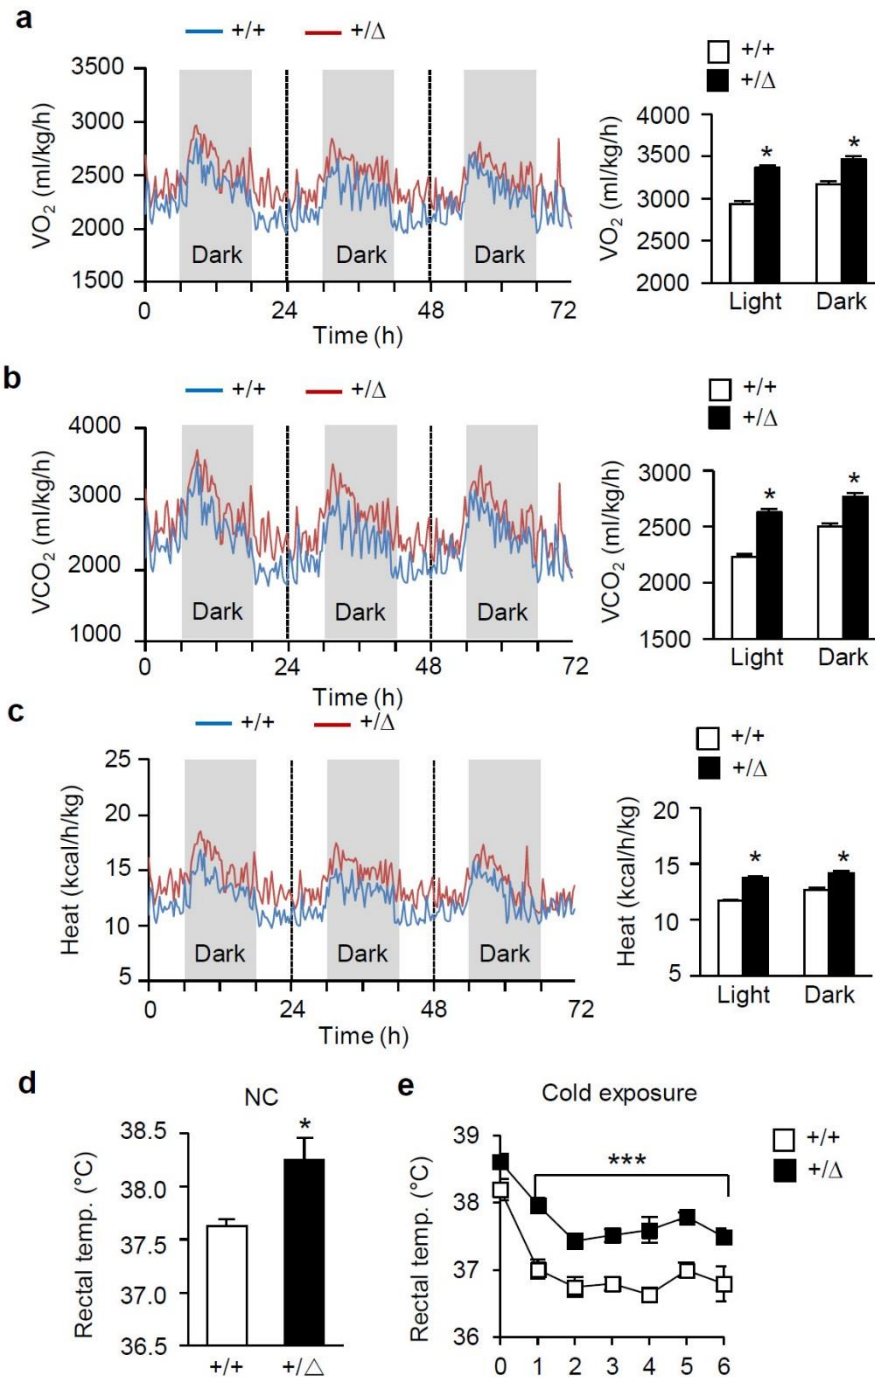 a
+/+ +/Δ
+/+
+/Δ
VO2 (ml/kg/h)
3500
3000
2500
2000
1500
Dark Dark Dark
0 24 48 72
Time (h)
VO2 (ml/kg/h)
4000
3500
3000
2500
2000
* *
Light Dark
b
+/+ +/Δ
+/+
+/Δ
VCO2 (ml/kg/h)
4000
3000
2000
1000
Dark Dark Dark
0 24 48 72
Time (h)
VCO2 (ml/kg/h)
3000
2500
2000
1500
* *
Light Dark
c
+/+ +/Δ
+/+
+/Δ
Heat (kcal/h/kg)
25
20
15
10
5
Dark Dark Dark
0 24 48 72
Time (h)
Heat (kcal/h/kg)
20
15
10
5
* *
Light Dark
d
NC
Rectal temp. (°C)
38.5
38.0
37.5
37.0
36.5
*
+/+ +/△
e
Cold exposure
+/+
+/Δ
Rectal temp. (°C)
39
38
37
36
***
0 1 2 3 4 5 6